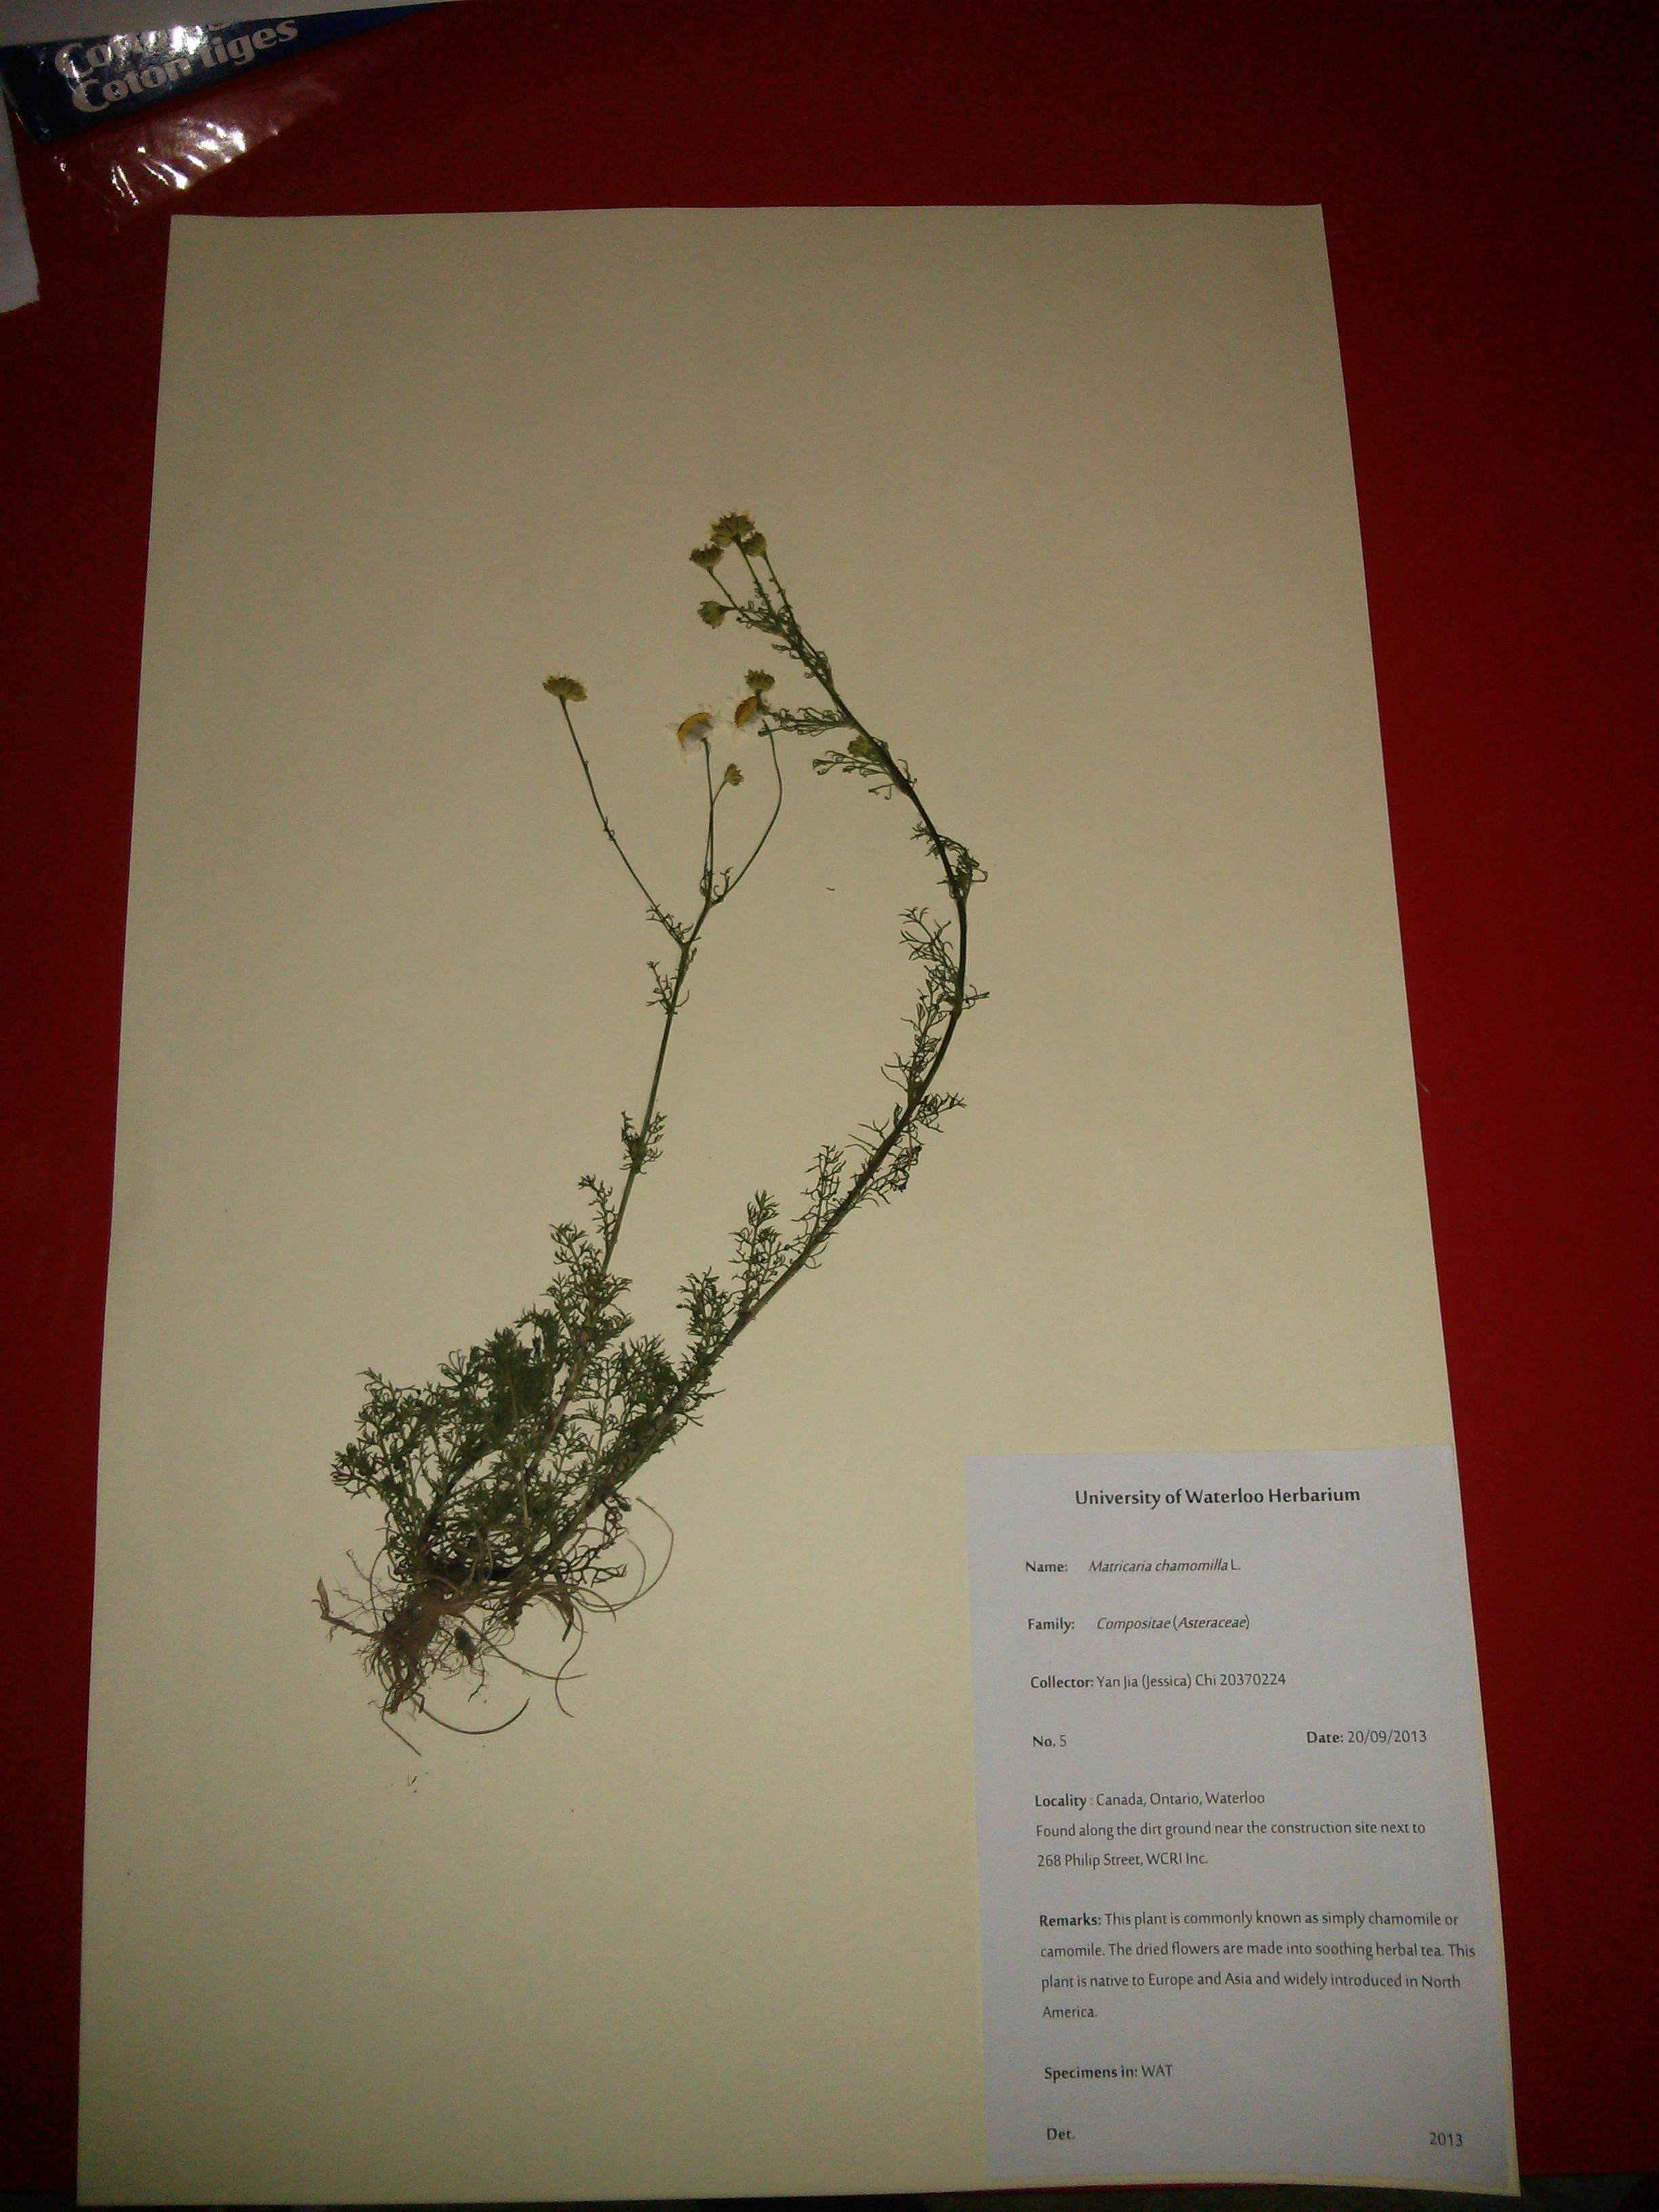 Coton-tiges
University of Waterloo Herbarium
Name: Matricaria chamomilla L.
Family: Compositae (Asteraceae)
Collector: Yan Jia (Jessica) Chi 20370224
No. 5 Date: 20/09/2013
Locality : Canada, Ontario, Waterloo
Found along the dirt ground near the construction site next to
268 Philip Street, WCRI Inc.
Remarks: This plant is commonly known as simply chamomile or
camomile. The dried flowers are made into soothing herbal tea. This
plant is native to Europe and Asia and widely introduced in North
America.
Specimens in: WAT
Det. 2013